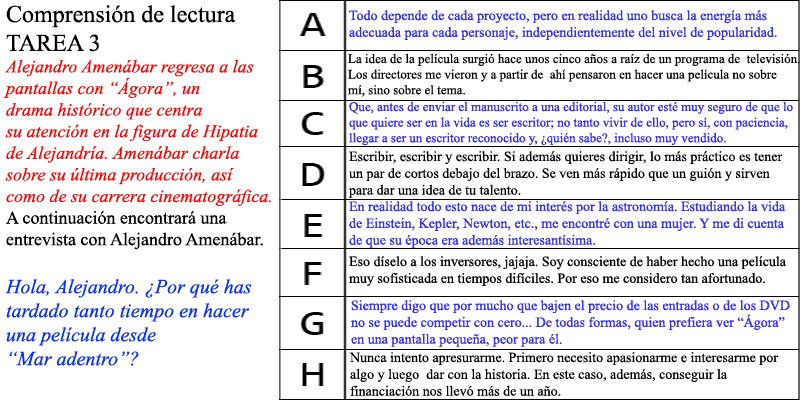 Comprensión de lectura
TAREA 3
Alejandro Amenábar regresa a las
pantallas con “Ágora”, un
drama histórico que centra
su atención en la figura de Hipatia
de Alejandría. Amenábar charla
sobre su última producción, así
como de su carrera cinematográfica.
A continuación encontrará una
entrevista con Alejandro Amenábar.
Hola, Alejandro. ¿Por qué has
tardado tanto tiempo en hacer
una película desde
“Mar adentro”?
A
Todo depende de cada proyecto, pero en realidad uno busca la energía más
adecuada para cada personaje, independientemente del nivel de popularidad.
B
La idea de la película surgió hace unos cinco años a raíz de un programa de televisión.
Los directores me vieron y a partir de ahí pensaron en hacer una película no sobre
mí, sino sobre el tema.
C
Que, antes de enviar el manuscrito a una editorial, su autor esté muy seguro de que lo
que quiere ser en la vida es ser escritor; no tanto vivir de ello, pero sí, con paciencia,
llegar a ser un escritor reconocido y, ¿quién sabe?, incluso muy vendido.
D
Escribir, escribir y escribir. Si además quieres dirigir, lo más práctico es tener
un par de cortos debajo del brazo. Se ven más rápido que un guión y sirven
para dar una idea de tu talento.
E
En realidad todo esto nace de mi interés por la astronomía. Estudiando la vida
de Einstein, Kepler, Newton, etc., me encontré con una mujer. Y me di cuenta
de que su época era además interesantísima.
F
Eso díselo a los inversores, jajaja. Soy consciente de haber hecho una película
muy sofisticada en tiempos difíciles. Por eso me considero tan afortunado.
G
Siempre digo que por mucho que bajen el precio de las entradas o de los DVD
no se puede competir con cero... De todas formas, quien prefiera ver “Ágora”
en una pantalla pequeña, peor para él.
H
Nunca intento apresurarme. Primero necesito apasionarme e interesarme por
algo y luego dar con la historia. En este caso, además, conseguir la
financiación nos llevó más de un año.